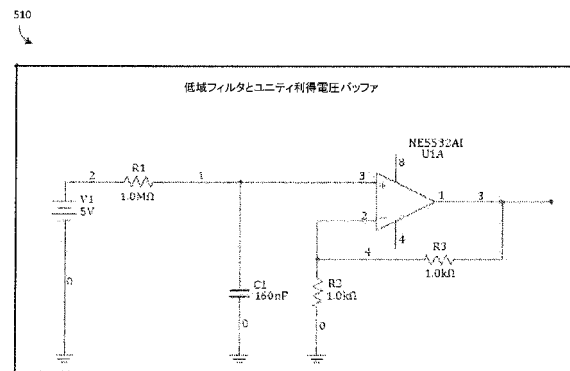 510
低域フィルタとユニティ利得電圧バッファ
NE5532AI
U1A
8
2
R1
1
3
1.0MΩ
V1
5V
1
3
2
4
4
R3
1.0kΩ
0
C1
160nF
R2
1.0kΩ
0
0